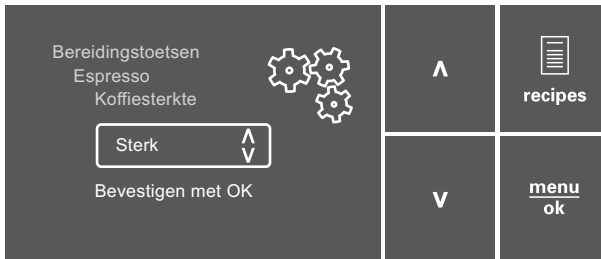 Bereidingstoetsen
Espresso
Koffiesterkte
Sterk
Bevestigen met OK
recipes
menu
ok